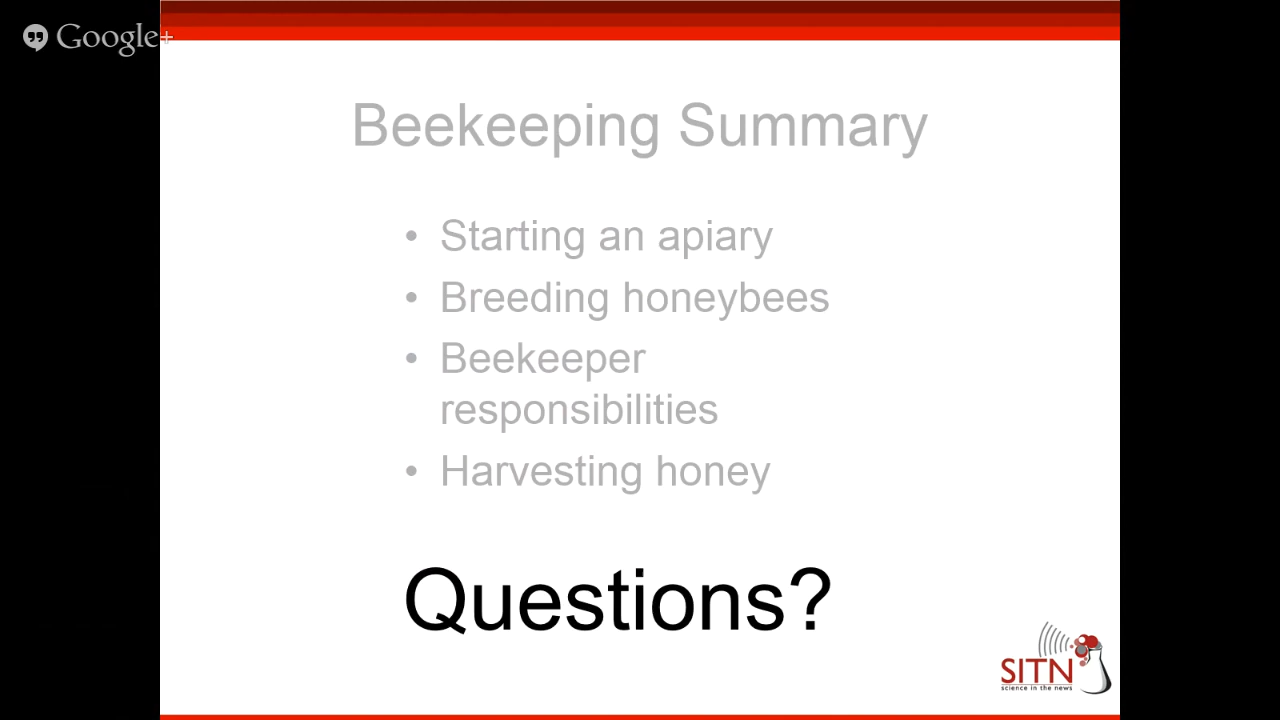 Google+
Beekeeping Summary
• Starting an apiary
• Breeding honeybees
• Beekeeper
responsibilities
• Harvesting honey
Questions?
SITN
science in the news